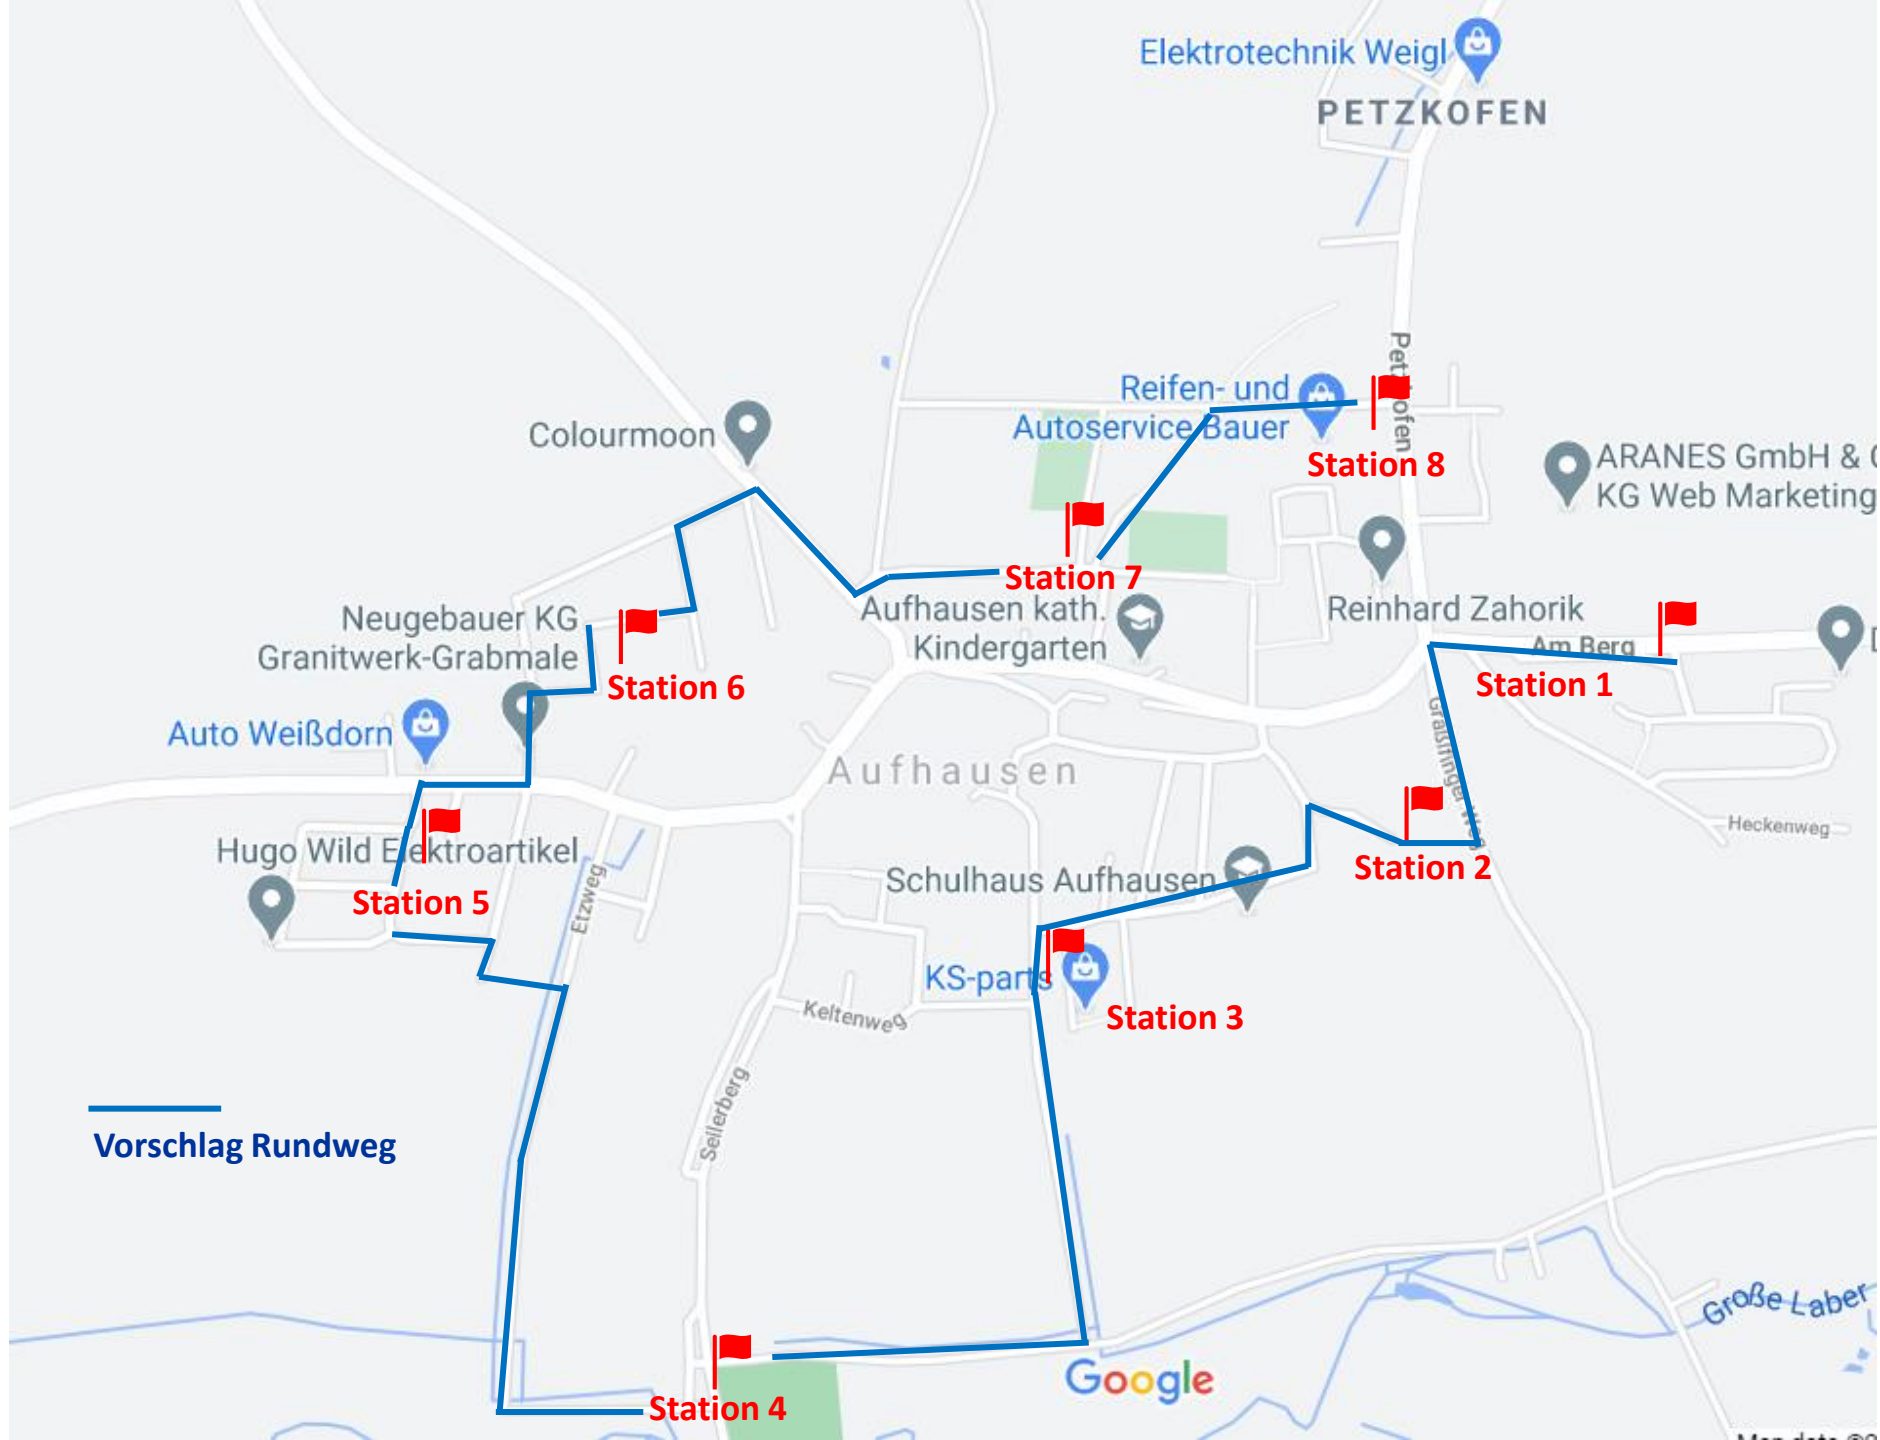 Elektrotechnik Weigl
PETZKOFEN
Petzkofen
Reifen- und
Autoservice Bauer
Station 8
Colourmoon
ARANES GmbH &
KG Web Marketing
Station 7
Aufhausen kath.
Kindergarten
Reinhard Zahorik
Am Berg
Station 1
Neugebauer KG
Granitwerk-Grabmale
Station 6
Auto Weißdorn
Aufhausen
Graßlfinger Weg
Heckenweg
Hugo Wild Elektroartikel
Station 5
Etzweg
Schulhaus Aufhausen
Station 2
KS-parts
Station 3
Keltenweg
Seilerberg
Vorschlag Rundweg
Große Laber
Google
Station 4